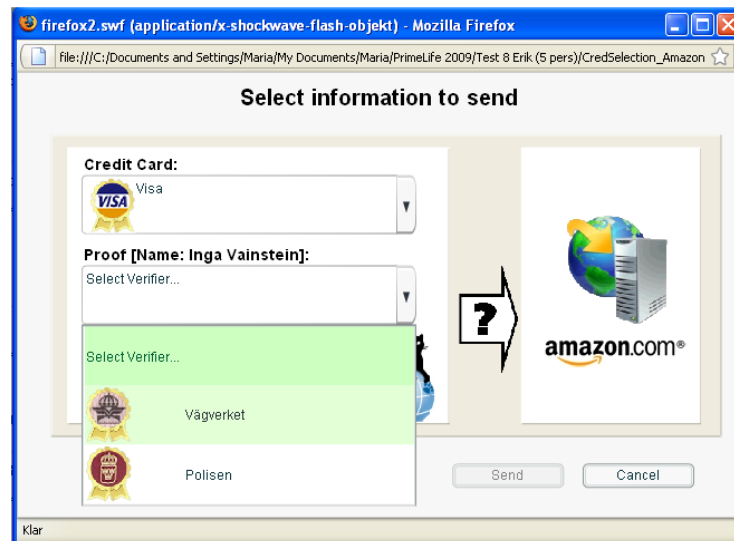 firefox2.swf (application/x-shockwave-flash-objekt) - Mozilla Firefox
file:///C:/Documents and Settings/Maria/My Documents/Maria/PrimeLife 2009/Test 8 Erik (5 pers)/CredSelection_Amazon
Select information to send
Credit Card:
VISA
Visa
Proof [Name: Inga Vainstein]:
Select Verifier...
?
amazon.com®
Select Verifier...
Vägverket
Polisen
Send
Cancel
Klar